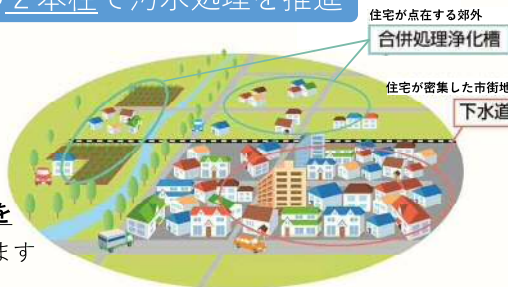 ２本柱で汚水処理を推進
住宅が点在する郊外
合併処理浄化槽
住宅が密集した市街地
下水道
を
ます